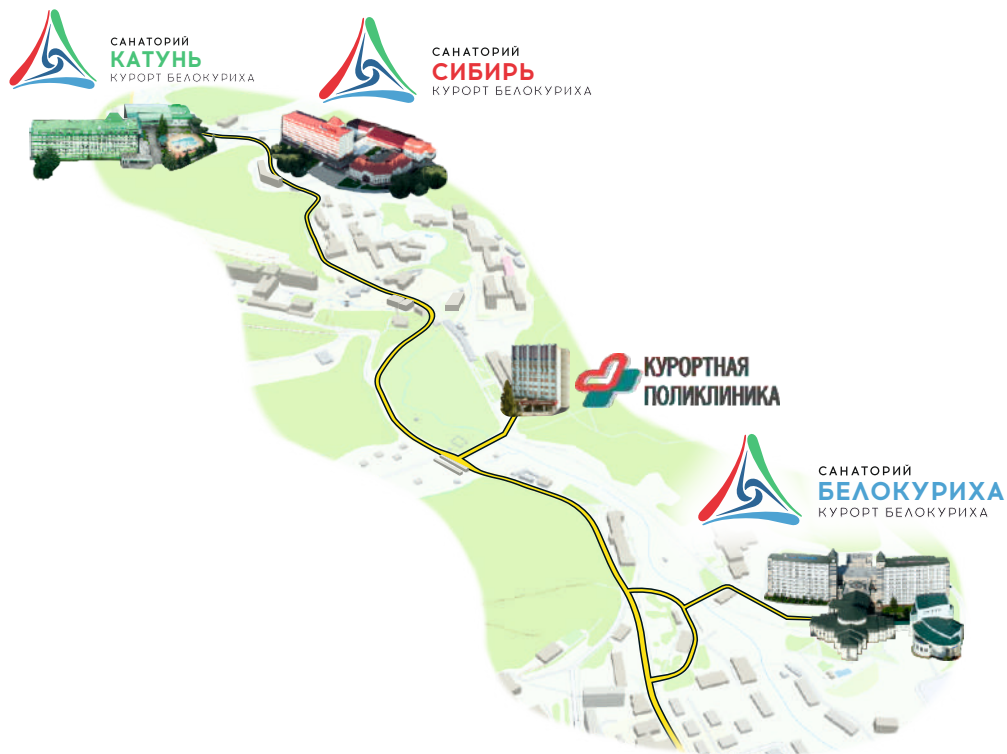 САНАТОРИЙ
КАТУНЬ
КУРОРТ БЕЛОКУРИХА
САНАТОРИЙ
СИБИРЬ
КУРОРТ БЕЛОКУРИХА
КУРОРТНАЯ
ПОЛИКЛИНИКА
САНАТОРИЙ
БЕЛОКУРИХА
КУРОРТ БЕЛОКУРИХА